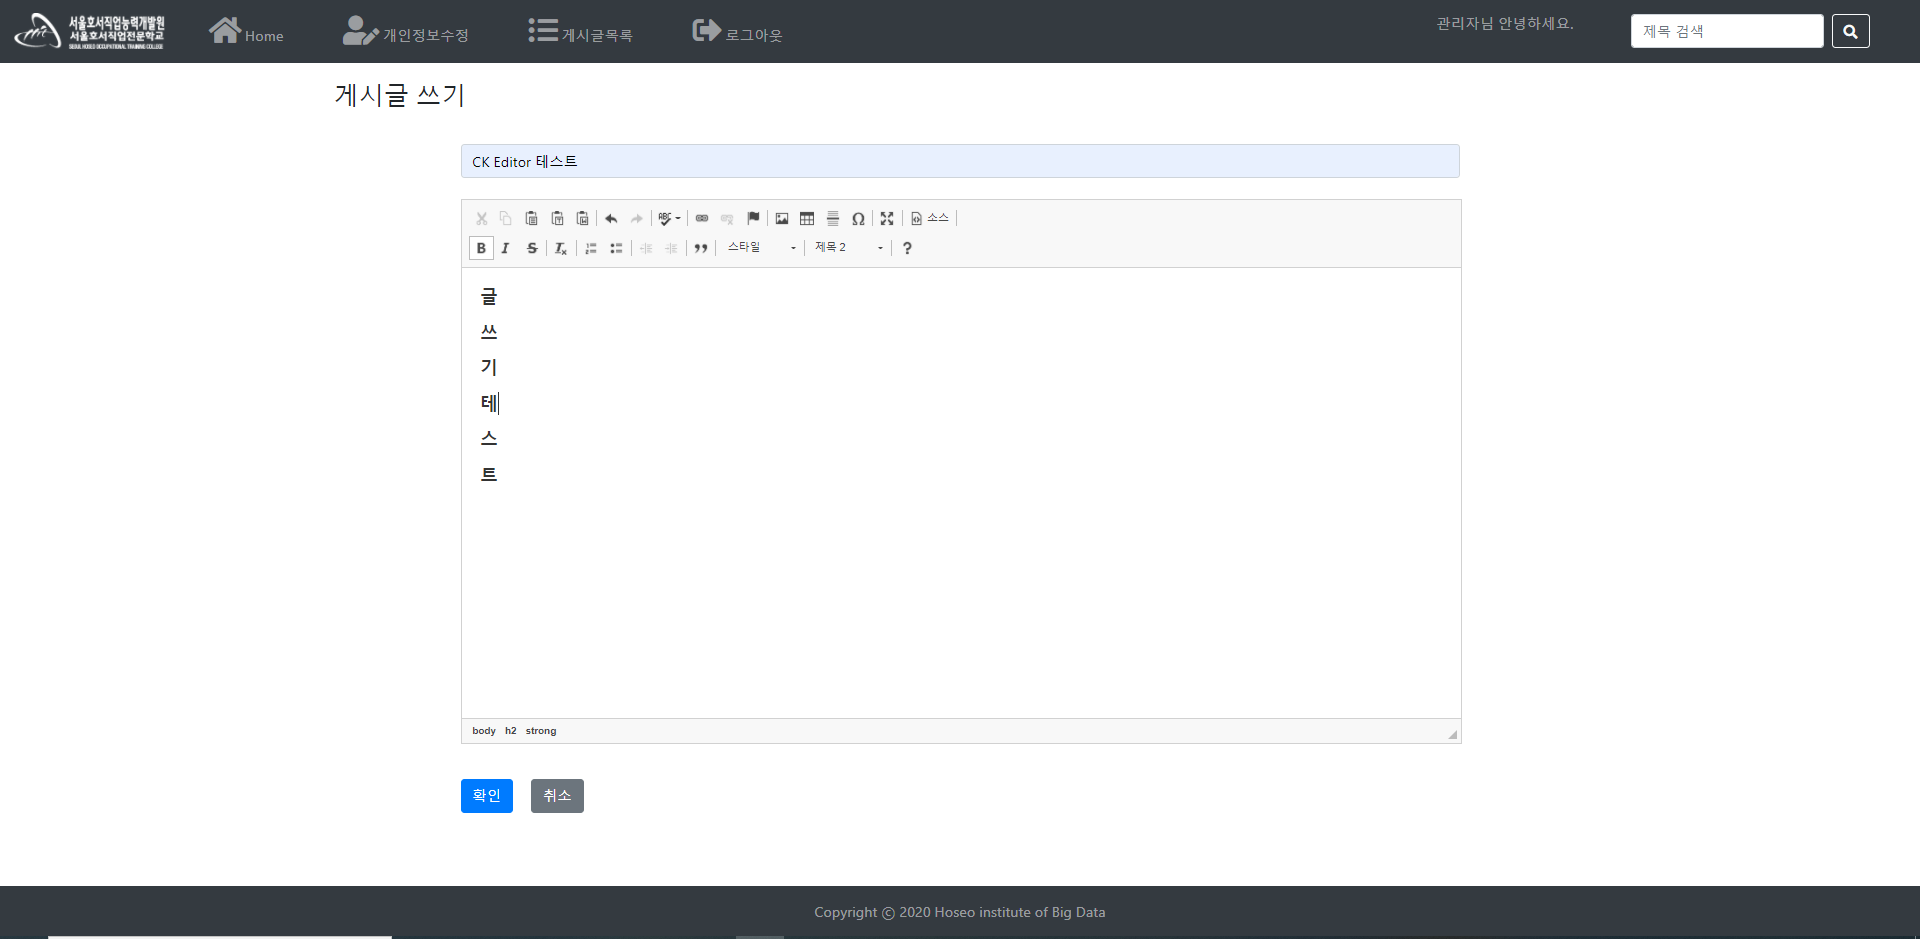 서울호서직업능력개발원
서울호서직업전문학교
SEOUL HOSEO OCCUPATIONAL TRAINING COLLEGE
Home
개인정보수정
게시글목록
로그아웃
관리자님 안녕하세요.
제목 검색
게시글 쓰기
CK Editor 테스트
ABC
소스
B I S Ix
스타일
제목 2
?
글
쓰
기
테
스
트
body h2 strong
확인
취소
Copyright ⓒ 2020 Hoseo institute of Big Data